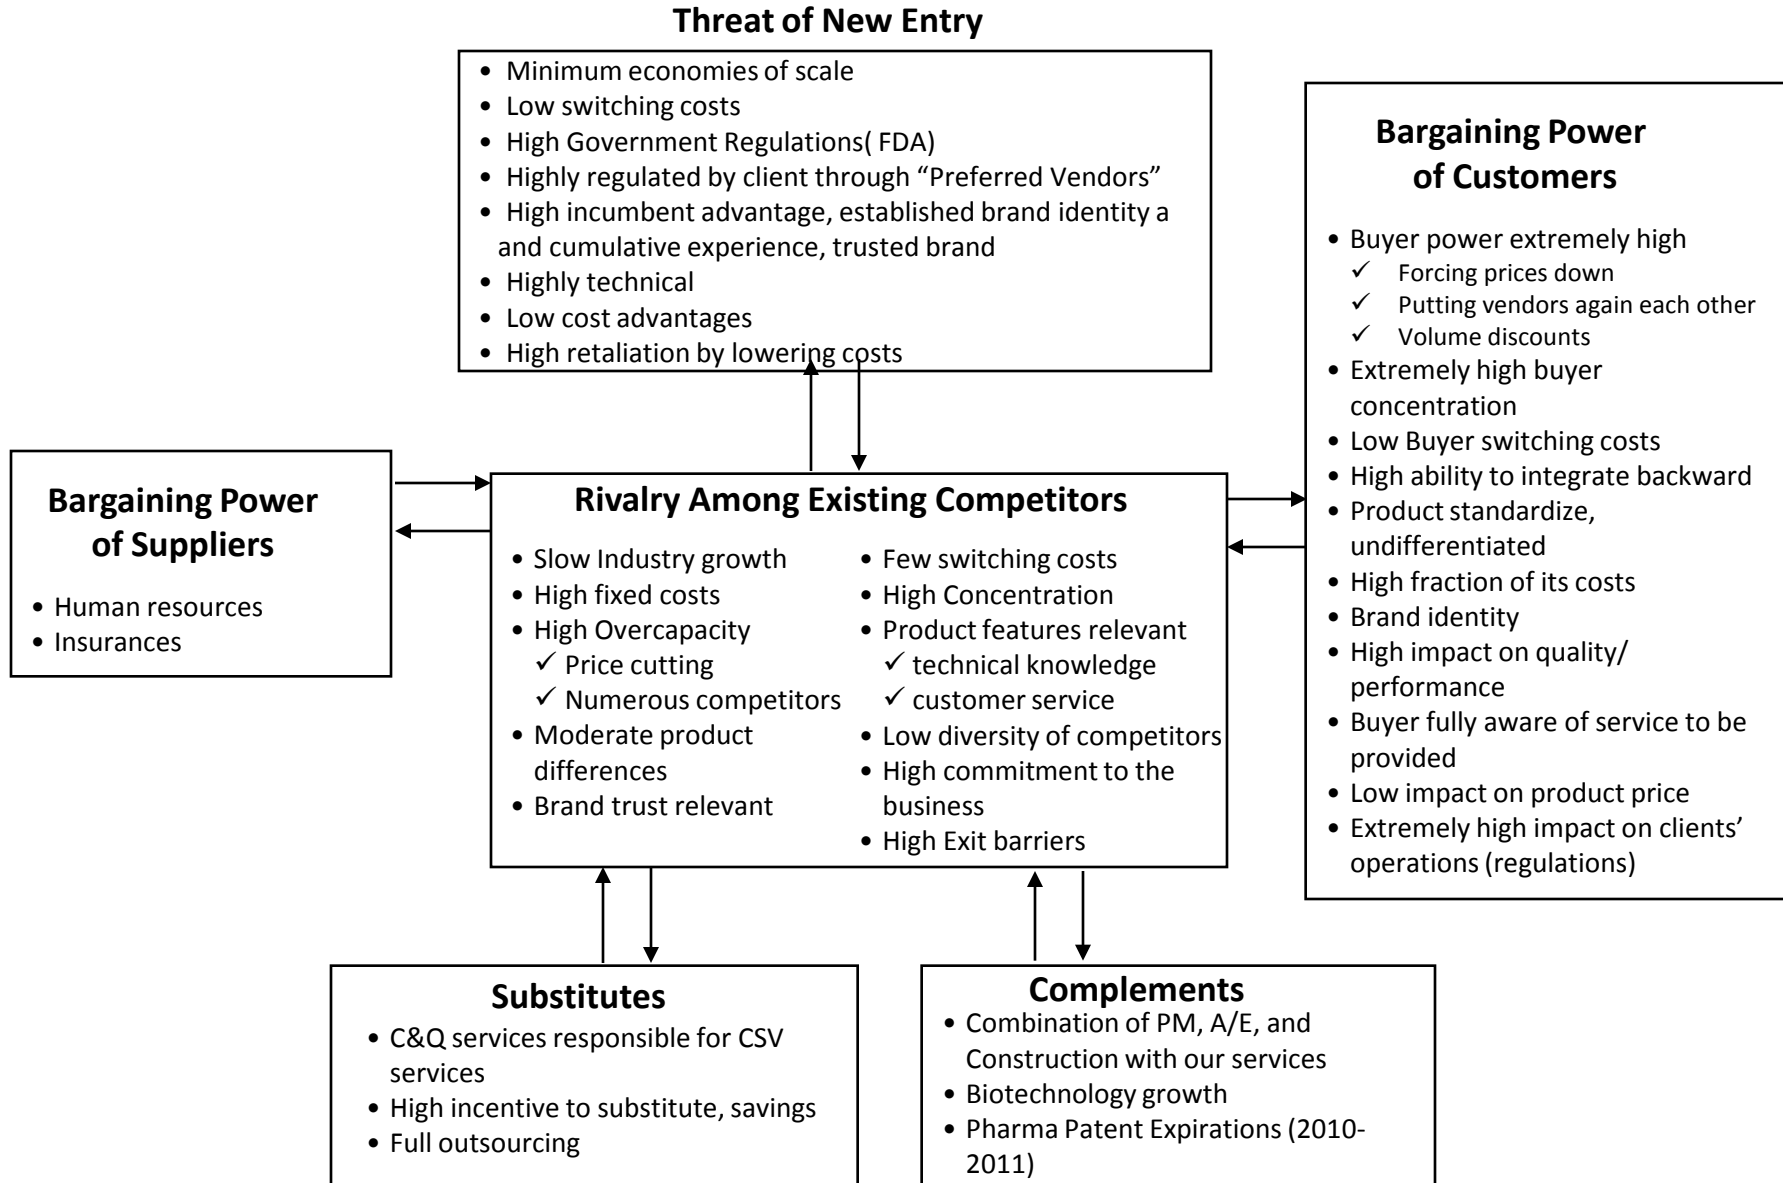 Threat of New Entry
• Minimum economies of scale
• Low switching costs
• High Government Regulations( FDA)
• Highly regulated by client through “Preferred Vendors”
• High incumbent advantage, established brand identity a
and cumulative experience, trusted brand
• Highly technical
• Low cost advantages
• High retaliation by lowering costs
Bargaining Power
of Suppliers
• Human resources
• Insurances
Rivalry Among Existing Competitors
• Slow Industry growth
• High fixed costs
• High Overcapacity
✓ Price cutting
✓ Numerous competitors
• Moderate product
differences
• Brand trust relevant
• Few switching costs
• High Concentration
• Product features relevant
✓ technical knowledge
✓ customer service
• Low diversity of competitors
• High commitment to the
business
• High Exit barriers
Bargaining Power
of Customers
• Buyer power extremely high
✓ Forcing prices down
✓ Putting vendors again each other
✓ Volume discounts
• Extremely high buyer
concentration
• Low Buyer switching costs
• High ability to integrate backward
• Product standardize,
undifferentiated
• High fraction of its costs
• Brand identity
• High impact on quality/
performance
• Buyer fully aware of service to be
provided
• Low impact on product price
• Extremely high impact on clients’
operations (regulations)
Substitutes
• C&Q services responsible for CSV
services
• High incentive to substitute, savings
• Full outsourcing
Complements
• Combination of PM, A/E, and
Construction with our services
• Biotechnology growth
• Pharma Patent Expirations (2010-
2011)